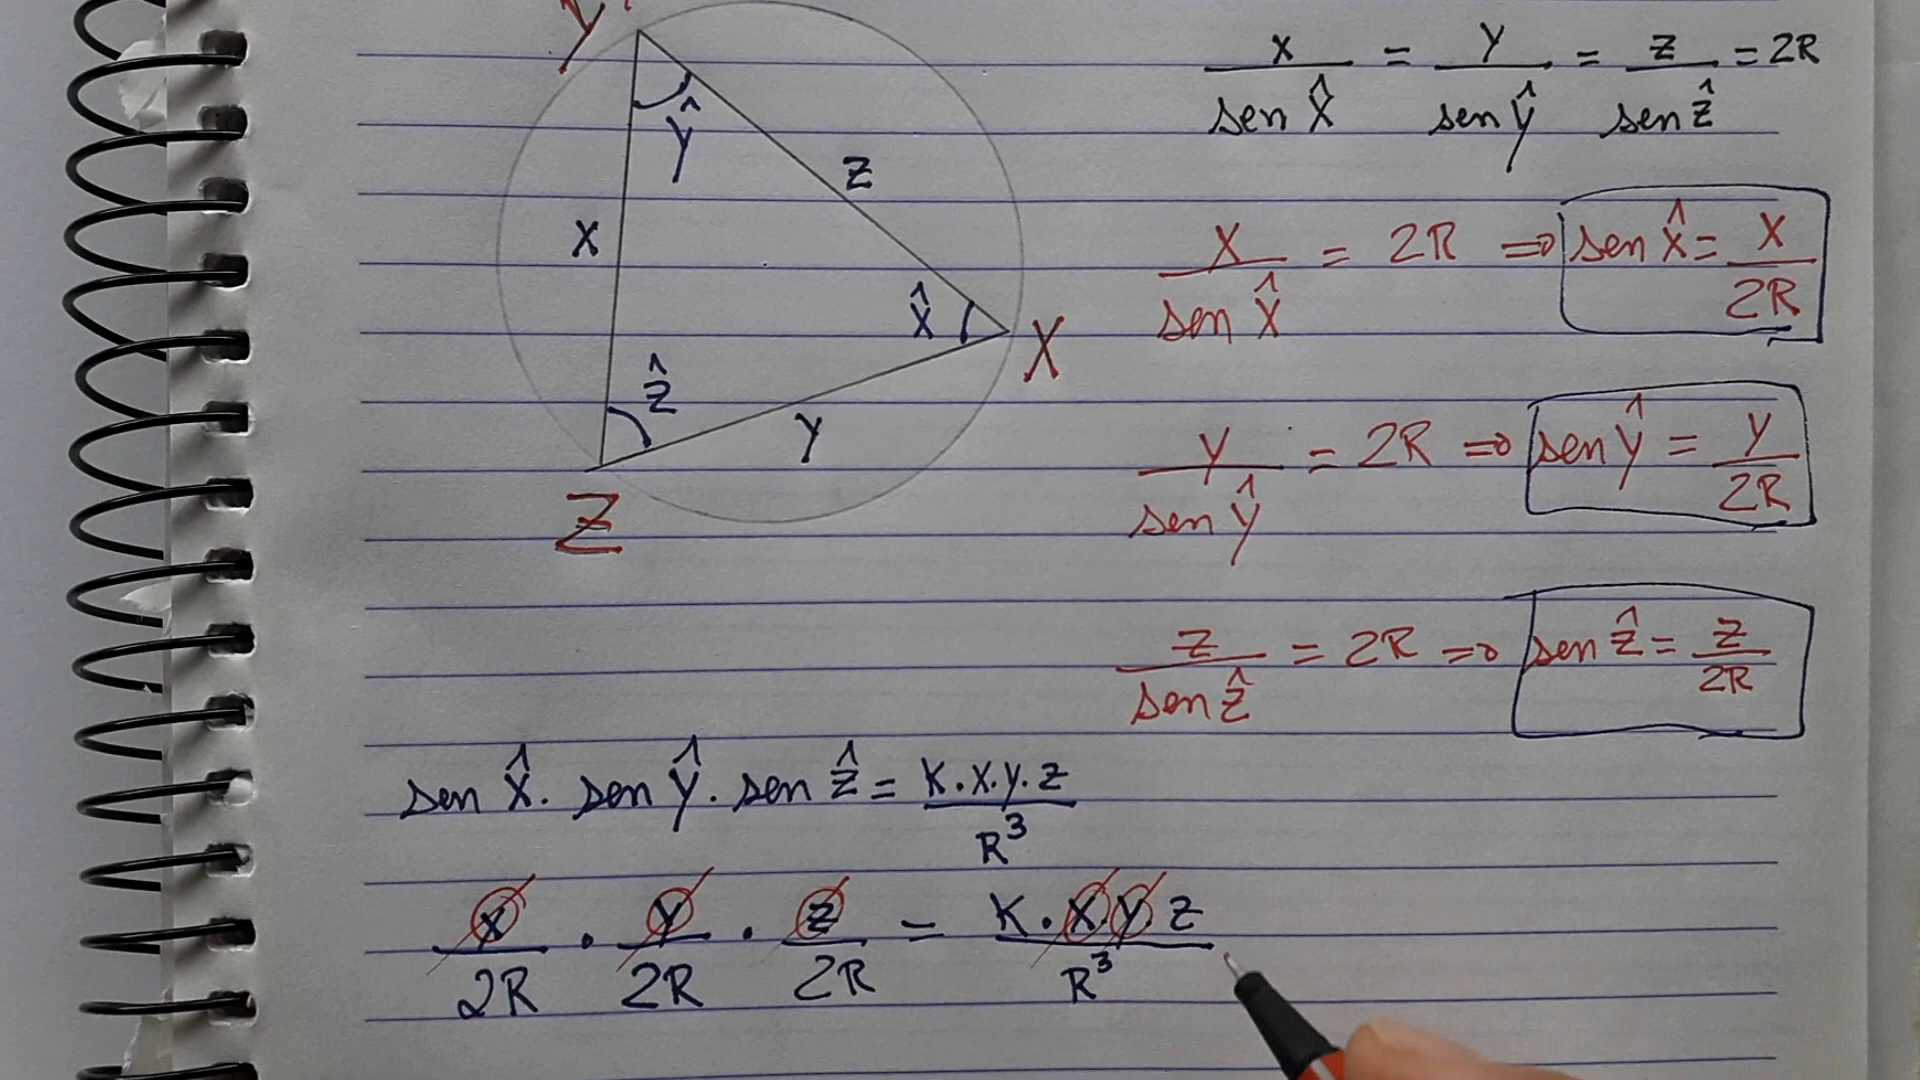 Y
x/sen X̂ = y/sen Ŷ = z/sen Ẑ = 2R
Ŷ
z
x
x/sen X̂ = 2R ⇒ sen X̂ = x/2R
X̂
X
Ẑ
y
y/sen Ŷ = 2R ⇒ sen Ŷ = y/2R
Z
z/sen Ẑ = 2R ⇒ sen Ẑ = z/2R
sen X̂ . sen Ŷ . sen Ẑ = K.x.y.z/R³
x/2R . y/2R . z/2R = K.x.y.z/R³